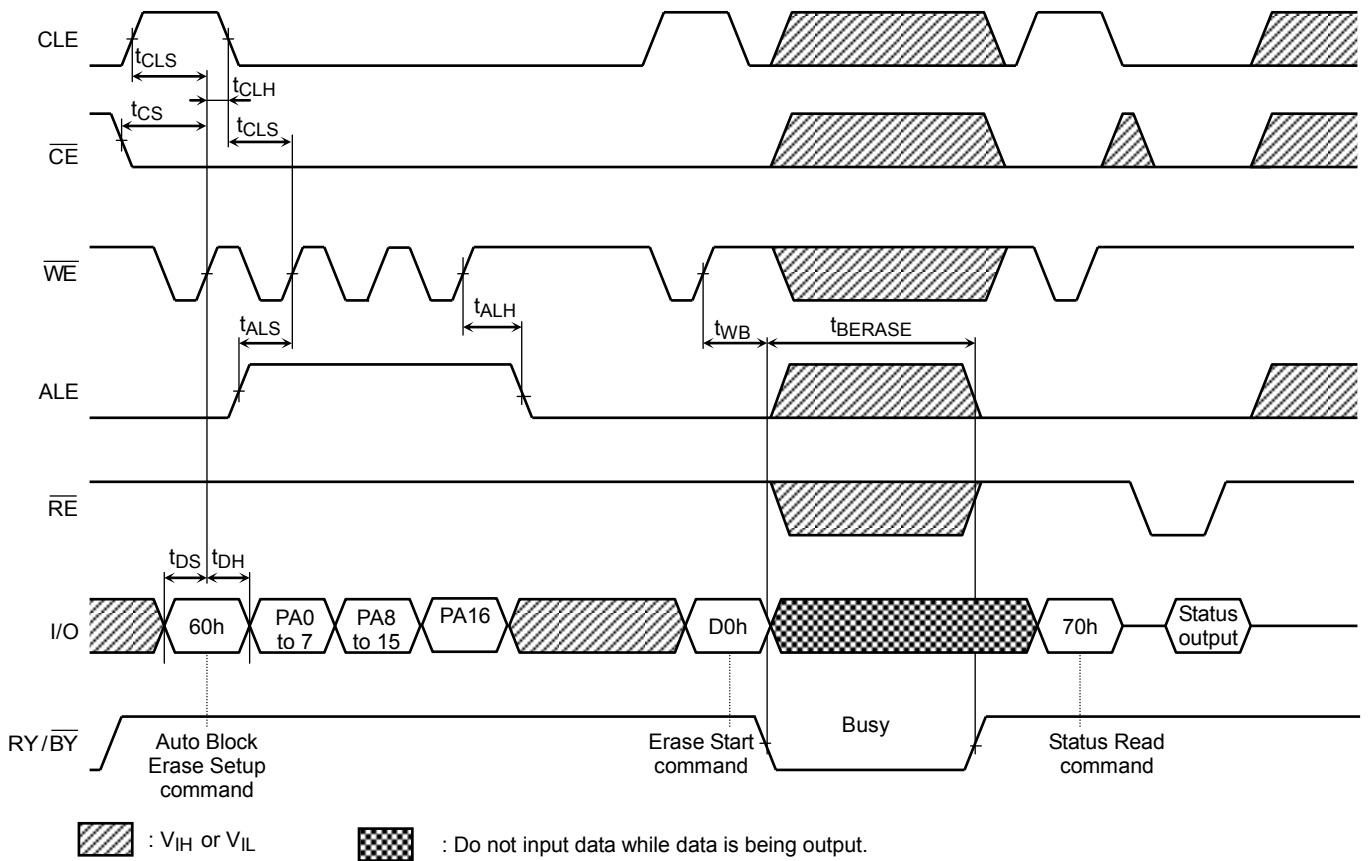 CLE
tCLS
tCLH
tCS
tCLS
CE
WE
tALS
tALH
tWB
tBERASE
ALE
RE
tDS
tDH
I/O
60h
PA0
to 7
PA8
to 15
PA16
D0h
70h
Status
output
RY/BY
Auto Block
Erase Setup
command
Erase Start
command
Busy
Status Read
command
: VIH or VIL
: Do not input data while data is being output.